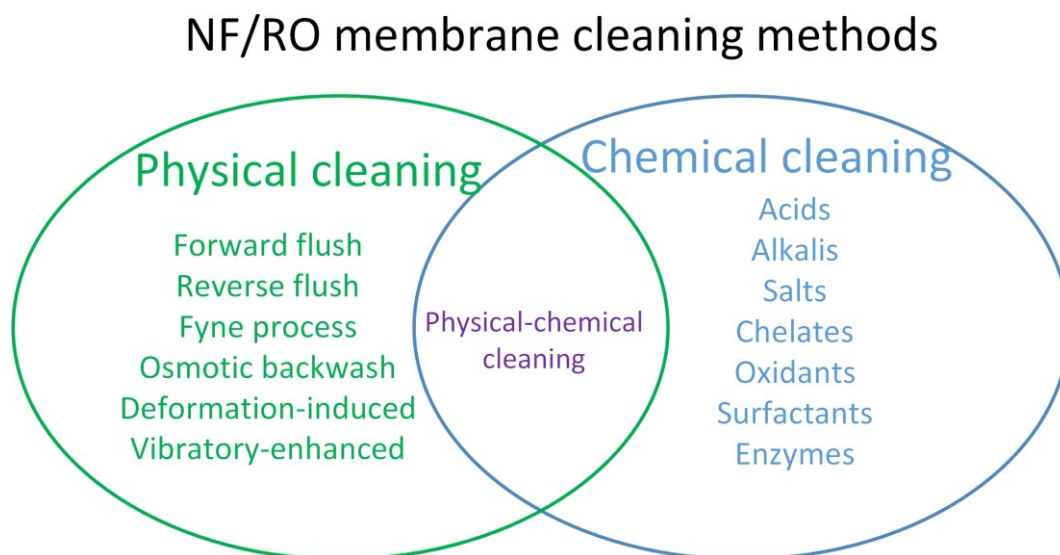 NF/RO membrane cleaning methods
Physical cleaning
Forward flush
Reverse flush
Fyne process
Osmotic backwash
Deformation-induced
Vibratory-enhanced
Physical-chemical
cleaning
Chemical cleaning
Acids
Alkalis
Salts
Chelates
Oxidants
Surfactants
Enzymes